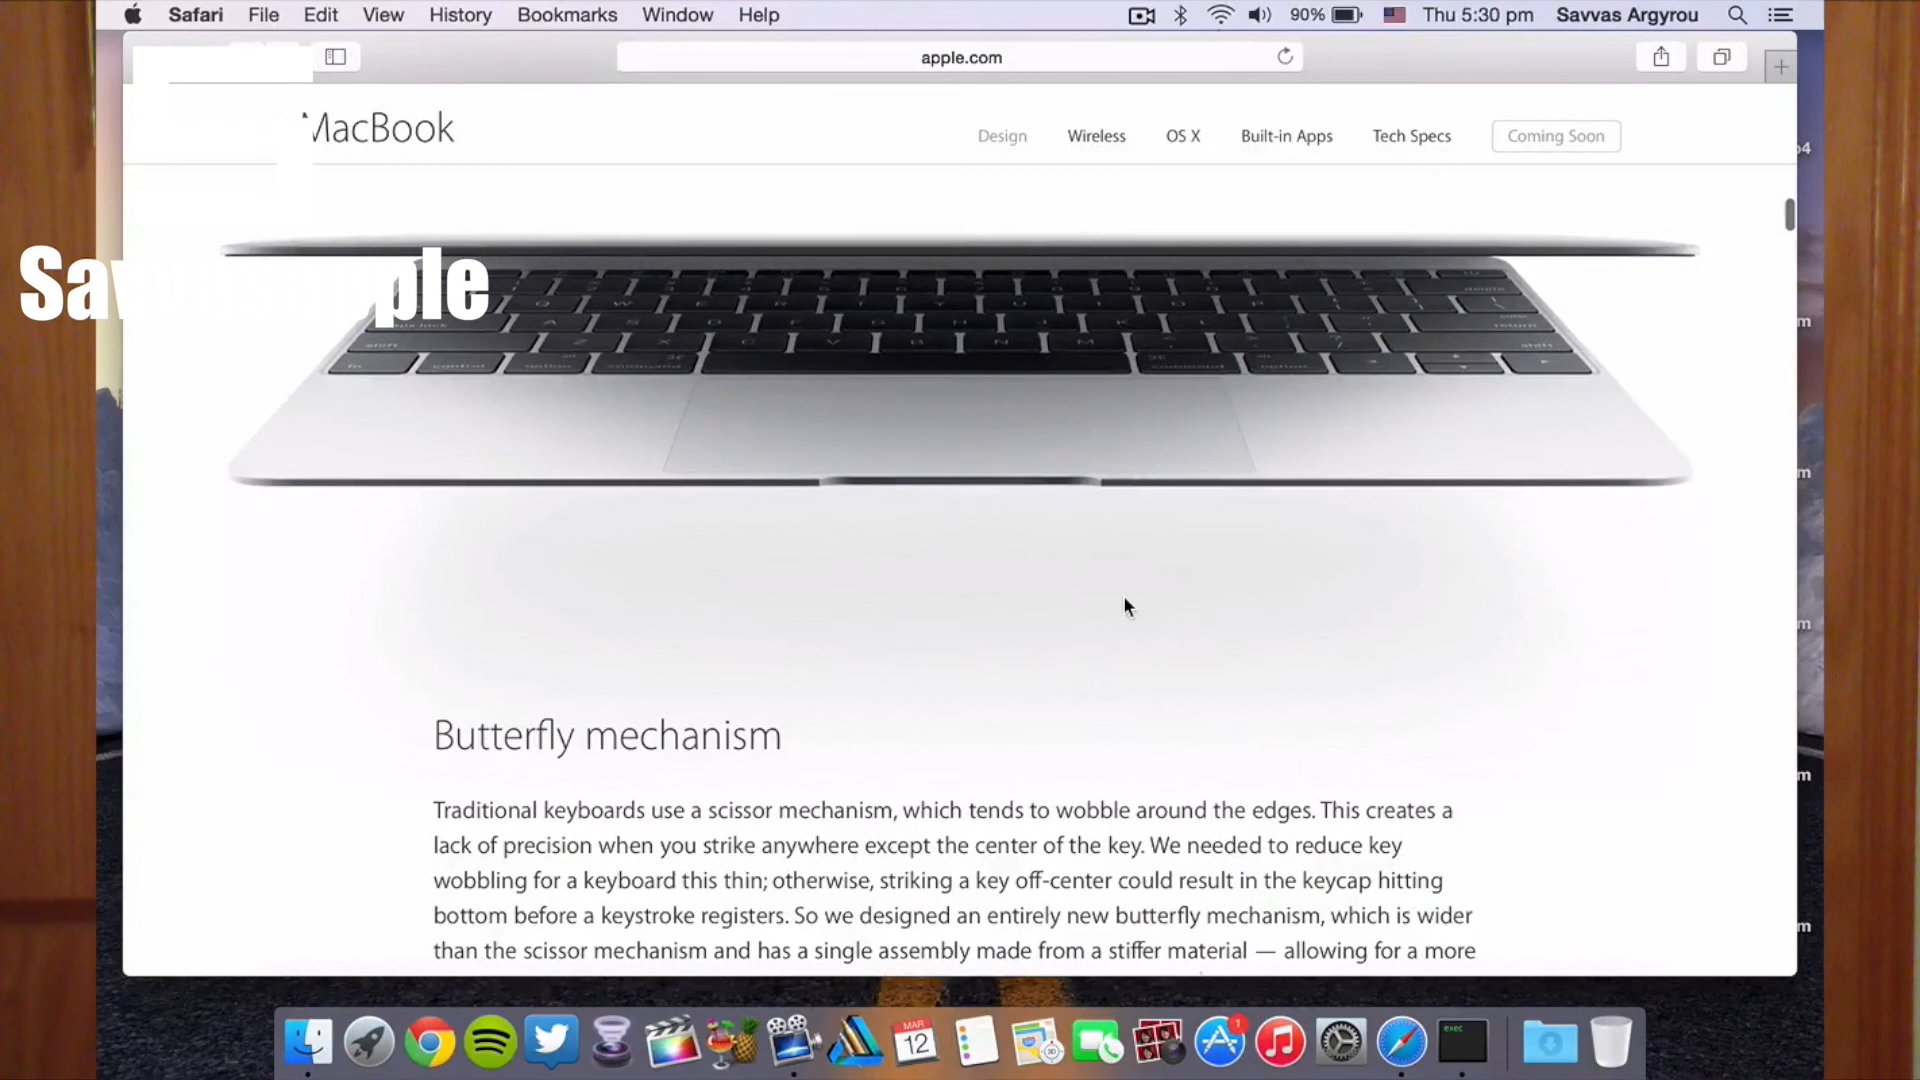 Safari File Edit View History Bookmarks Window Help 90% Thu 5:30 pm Savvas Argyrou
apple.com
MacBook
Design Wireless OS X Built-in Apps Tech Specs Coming Soon
Butterfly mechanism
Traditional keyboards use a scissor mechanism, which tends to wobble around the edges. This creates a
lack of precision when you strike anywhere except the center of the key. We needed to reduce key
wobbling for a keyboard this thin; otherwise, striking a key off-center could result in the keycap hitting
bottom before a keystroke registers. So we designed an entirely new butterfly mechanism, which is wider
than the scissor mechanism and has a single assembly made from a stiffer material — allowing for a more
MAR
12
1
exec